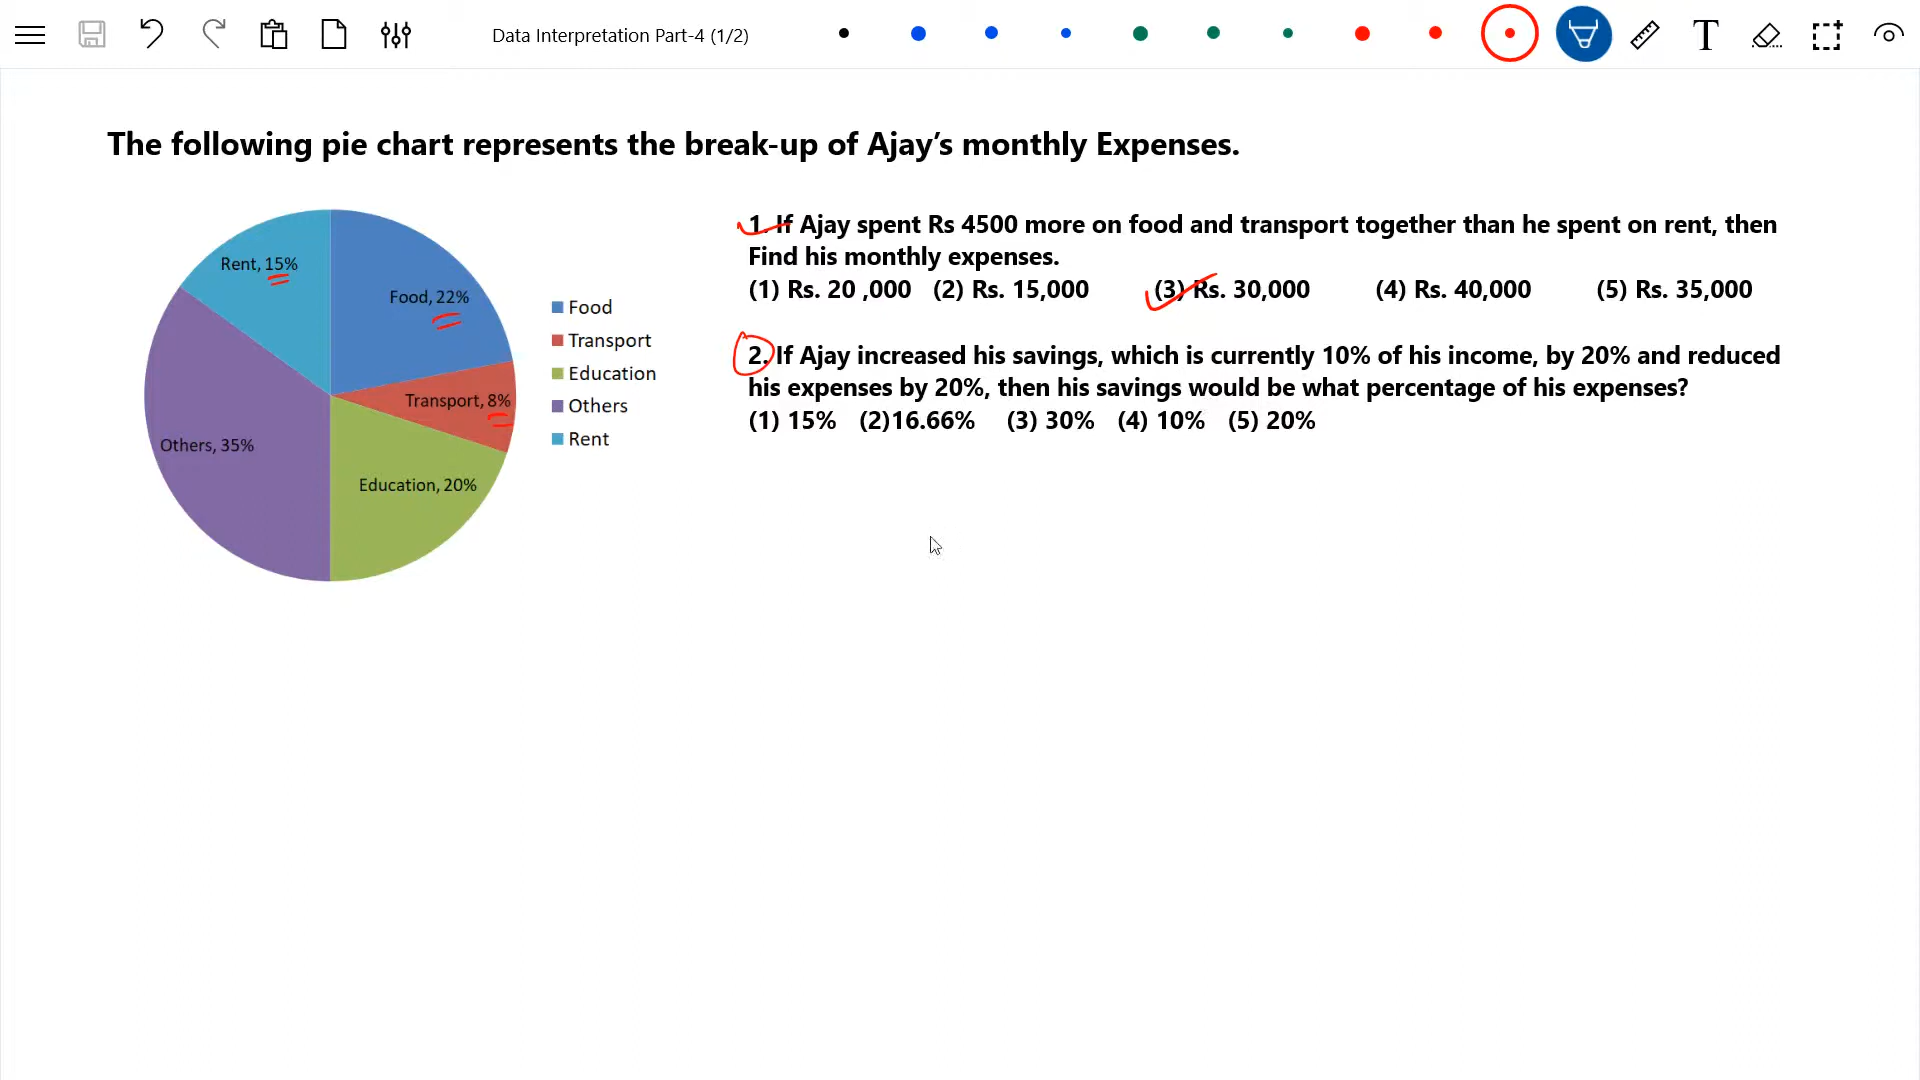 Data Interpretation Part-4 (1/2)
T
The following pie chart represents the break-up of Ajay’s monthly Expenses.
Rent, 15%
Food, 22%
Transport, 8%
Others, 35%
Education, 20%
Food
Transport
Education
Others
Rent
1. If Ajay spent Rs 4500 more on food and transport together than he spent on rent, then
Find his monthly expenses.
(1) Rs. 20 ,000 (2) Rs. 15,000 (3) Rs. 30,000 (4) Rs. 40,000 (5) Rs. 35,000
2. If Ajay increased his savings, which is currently 10% of his income, by 20% and reduced
his expenses by 20%, then his savings would be what percentage of his expenses?
(1) 15% (2)16.66% (3) 30% (4) 10% (5) 20%